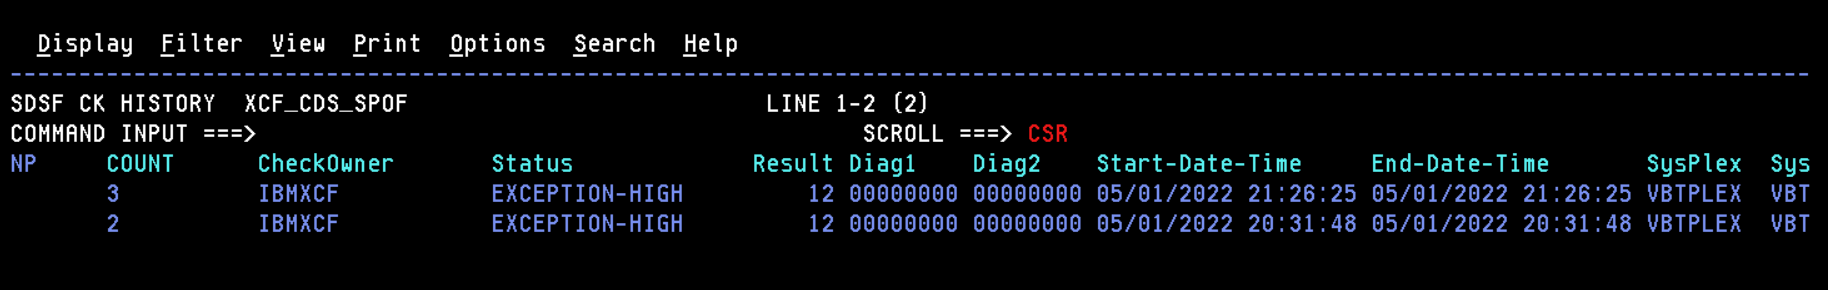 Display  Filter  View  Print  Options  Search  Help
SDSF CK HISTORY  XCF_CDS_SPOF                          LINE 1-2 (2)
COMMAND INPUT ===>                                            SCROLL ===> CSR
NP     COUNT      CheckOwner       Status             Result Diag1    Diag2    Start-Date-Time     End-Date-Time       SysPlex  Sys
       3          IBMXCF           EXCEPTION-HIGH         12 00000000 00000000 05/01/2022 21:26:25 05/01/2022 21:26:25 VBTPLEX  VBT
       2          IBMXCF           EXCEPTION-HIGH         12 00000000 00000000 05/01/2022 20:31:48 05/01/2022 20:31:48 VBTPLEX  VBT